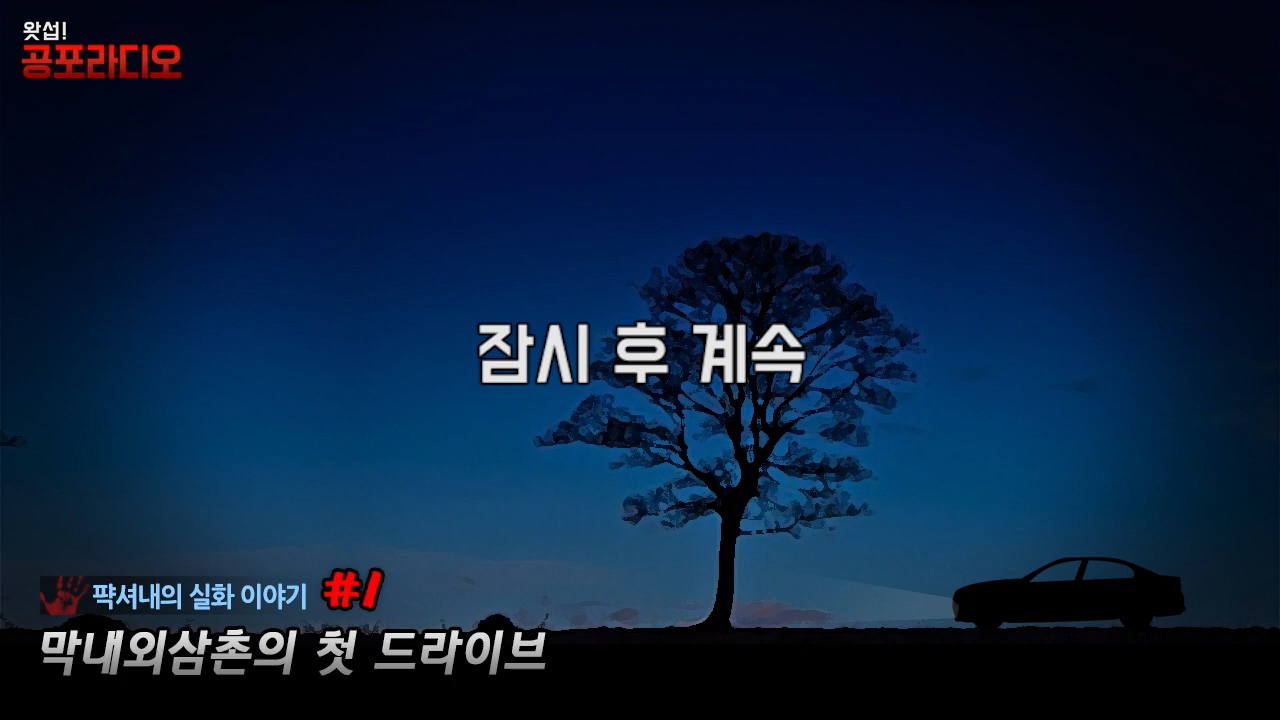 왓섭!
공포라디오
잠시 후 계속
퍅셔내의 실화 이야기 #1
막내외삼촌의 첫 드라이브